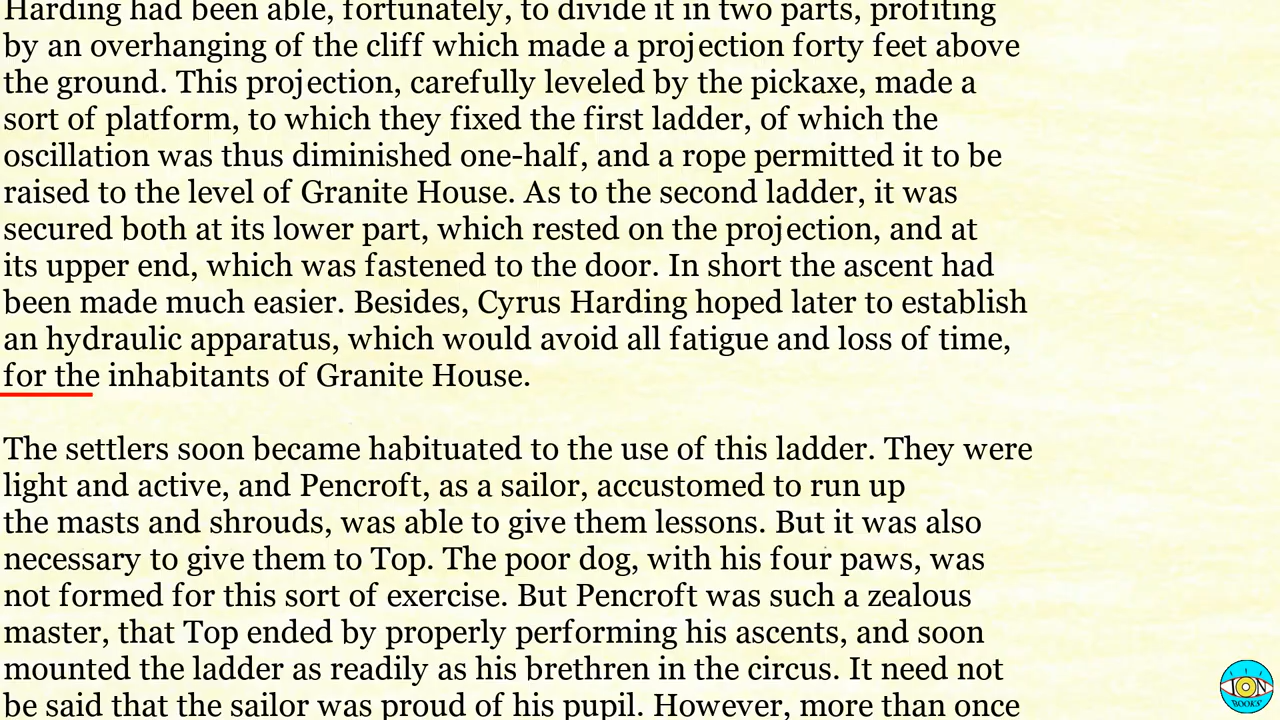 Harding had been able, fortunately, to divide it in two parts, profiting
by an overhanging of the cliff which made a projection forty feet above
the ground. This projection, carefully leveled by the pickaxe, made a
sort of platform, to which they fixed the first ladder, of which the
oscillation was thus diminished one-half, and a rope permitted it to be
raised to the level of Granite House. As to the second ladder, it was
secured both at its lower part, which rested on the projection, and at
its upper end, which was fastened to the door. In short the ascent had
been made much easier. Besides, Cyrus Harding hoped later to establish
an hydraulic apparatus, which would avoid all fatigue and loss of time,
for the inhabitants of Granite House.
The settlers soon became habituated to the use of this ladder. They were
light and active, and Pencroft, as a sailor, accustomed to run up
the masts and shrouds, was able to give them lessons. But it was also
necessary to give them to Top. The poor dog, with his four paws, was
not formed for this sort of exercise. But Pencroft was such a zealous
master, that Top ended by properly performing his ascents, and soon
mounted the ladder as readily as his brethren in the circus. It need not
be said that the sailor was proud of his pupil. However, more than once
ION
BOOKS